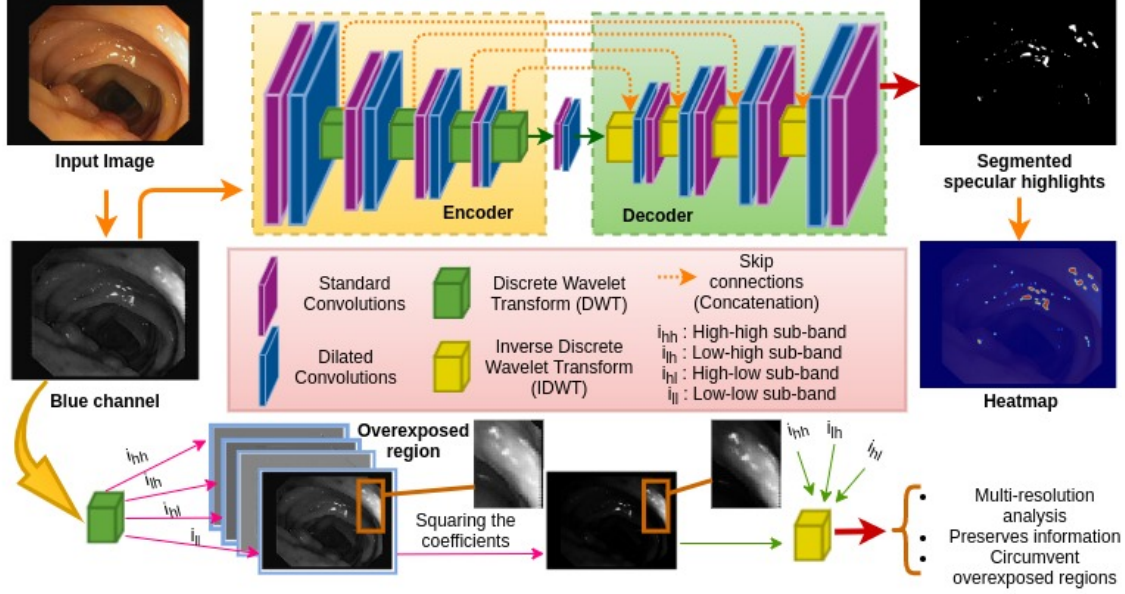 Input Image
Encoder
Decoder
Segmented
specular highlights
Blue channel
Standard
Convolutions
Dilated
Convolutions
Discrete Wavelet
Transform (DWT)
Inverse Discrete
Wavelet Transform
(IDWT)
Skip
connections
(Concatenation)
i_hh : High-high sub-band
i_lh : Low-high sub-band
i_hl : High-low sub-band
i_ll : Low-low sub-band
Heatmap
i_hh
i_lh
i_hl
i_ll
Overexposed
region
Squaring the
coefficients
i_hh
i_lh
i_hl
• Multi-resolution
analysis
• Preserves information
• Circumvent
overexposed regions